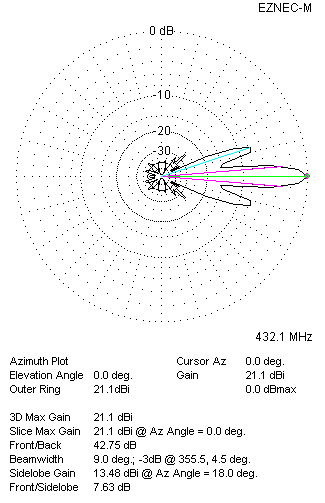 EZNEC-M
0 dB
-10
-20
-30
432.1 MHz
Azimuth Plot Cursor Az 0.0 deg.
Elevation Angle 0.0 deg. Gain 21.1 dBi
Outer Ring 21.1dBi 0.0 dBmax
3D Max Gain 21.1 dBi
Slice Max Gain 21.1 dBi @ Az Angle = 0.0 deg.
Front/Back 42.75 dB
Beamwidth 9.0 deg.; -3dB @ 355.5, 4.5 deg.
Sidelobe Gain 13.48 dBi @ Az Angle = 18.0 deg.
Front/Sidelobe 7.63 dB